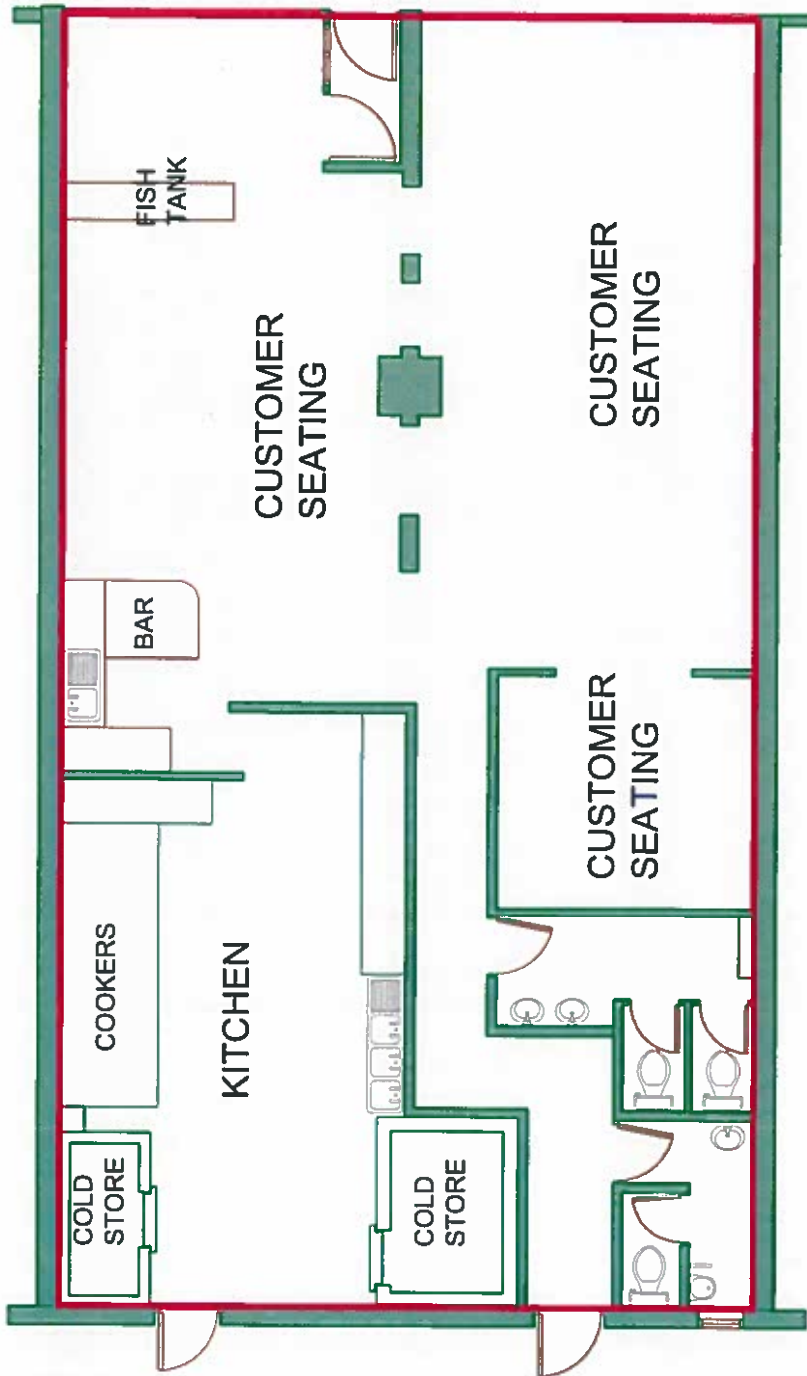 FISH
TANK
CUSTOMER
SEATING
CUSTOMER
SEATING
BAR
CUSTOMER
SEATING
COOKERS
KITCHEN
COLD
STORE
COLD
STORE